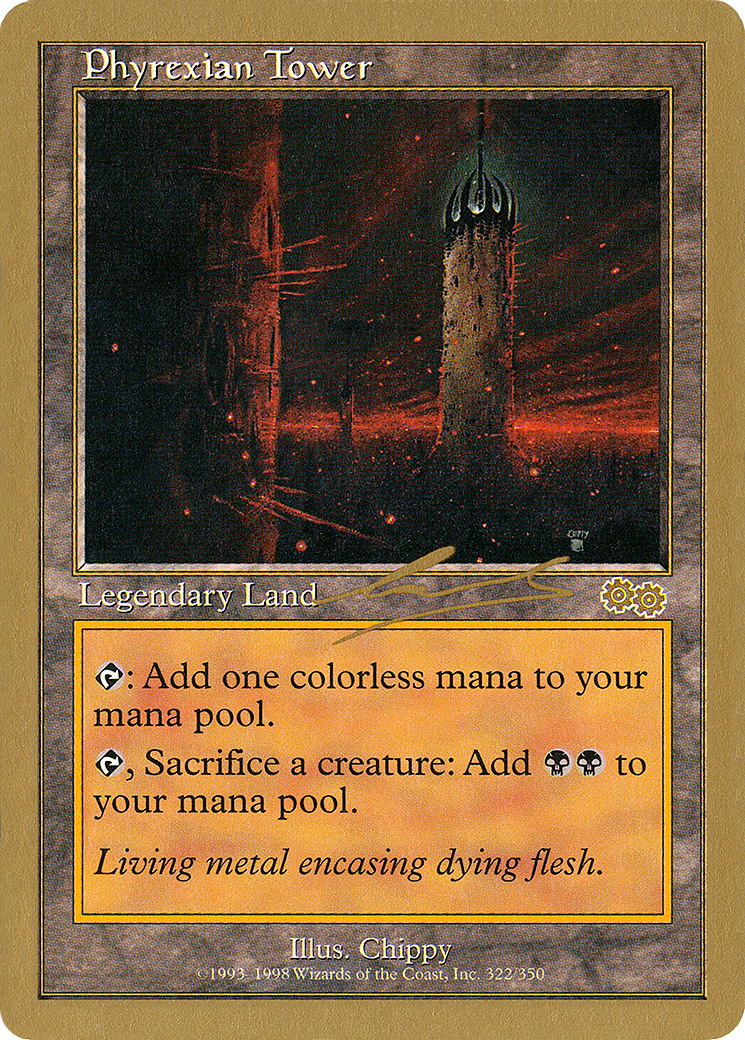 Phyrexian Tower
Legendary Land
: Add one colorless mana to your
mana pool.
, Sacrifice a creature: Add to
your mana pool.
Living metal encasing dying flesh.
Illus. Chippy
©1993 1998 Wizards of the Coast, Inc. 322/350